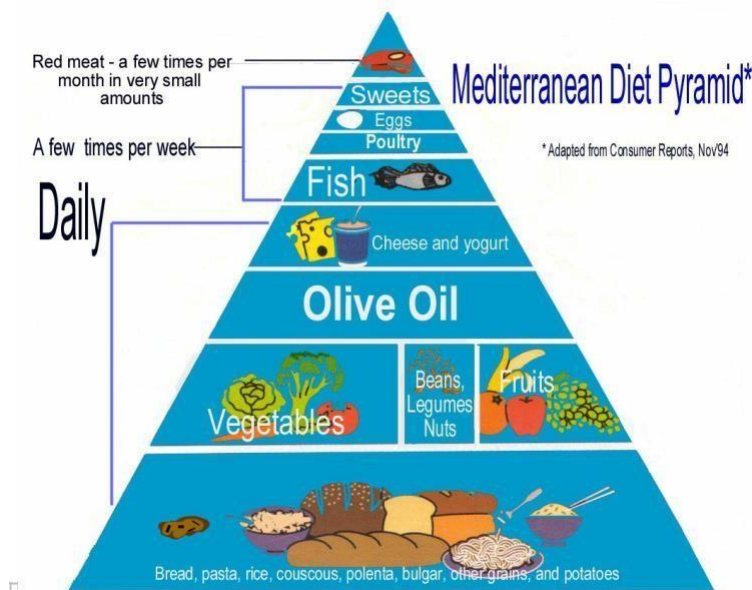 Mediterranean Diet Pyramid*
* Adapted from Consumer Reports, Nov'94
Red meat - a few times per
month in very small
amounts
A few times per week
Daily
Sweets
Eggs
Poultry
Fish
Cheese and yogurt
Olive Oil
Vegetables
Beans,
Legumes
Nuts
Fruits
Bread, pasta, rice, couscous, polenta, bulgar, other grains, and potatoes